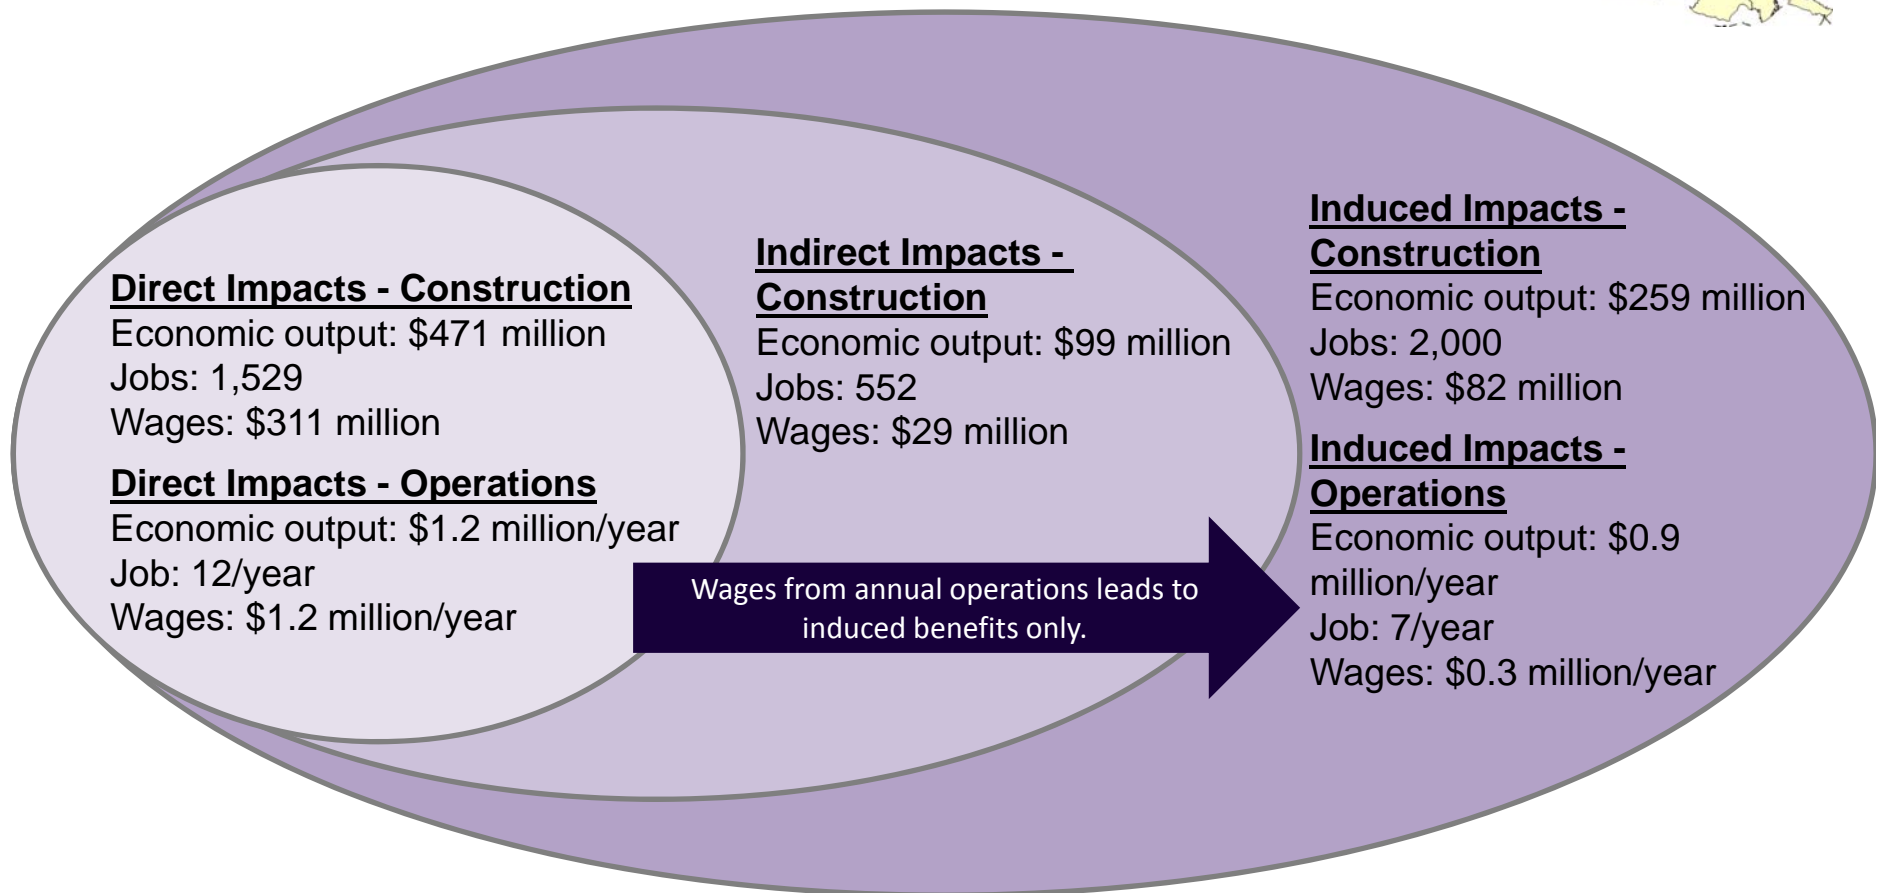 Direct Impacts - Construction
Economic output: $471 million
Jobs: 1,529
Wages: $311 million
Direct Impacts - Operations
Economic output: $1.2 million/year
Job: 12/year
Wages: $1.2 million/year
Indirect Impacts -
Construction
Economic output: $99 million
Jobs: 552
Wages: $29 million
Wages from annual operations leads to
induced benefits only.
Induced Impacts -
Construction
Economic output: $259 million
Jobs: 2,000
Wages: $82 million
Induced Impacts -
Operations
Economic output: $0.9
million/year
Job: 7/year
Wages: $0.3 million/year